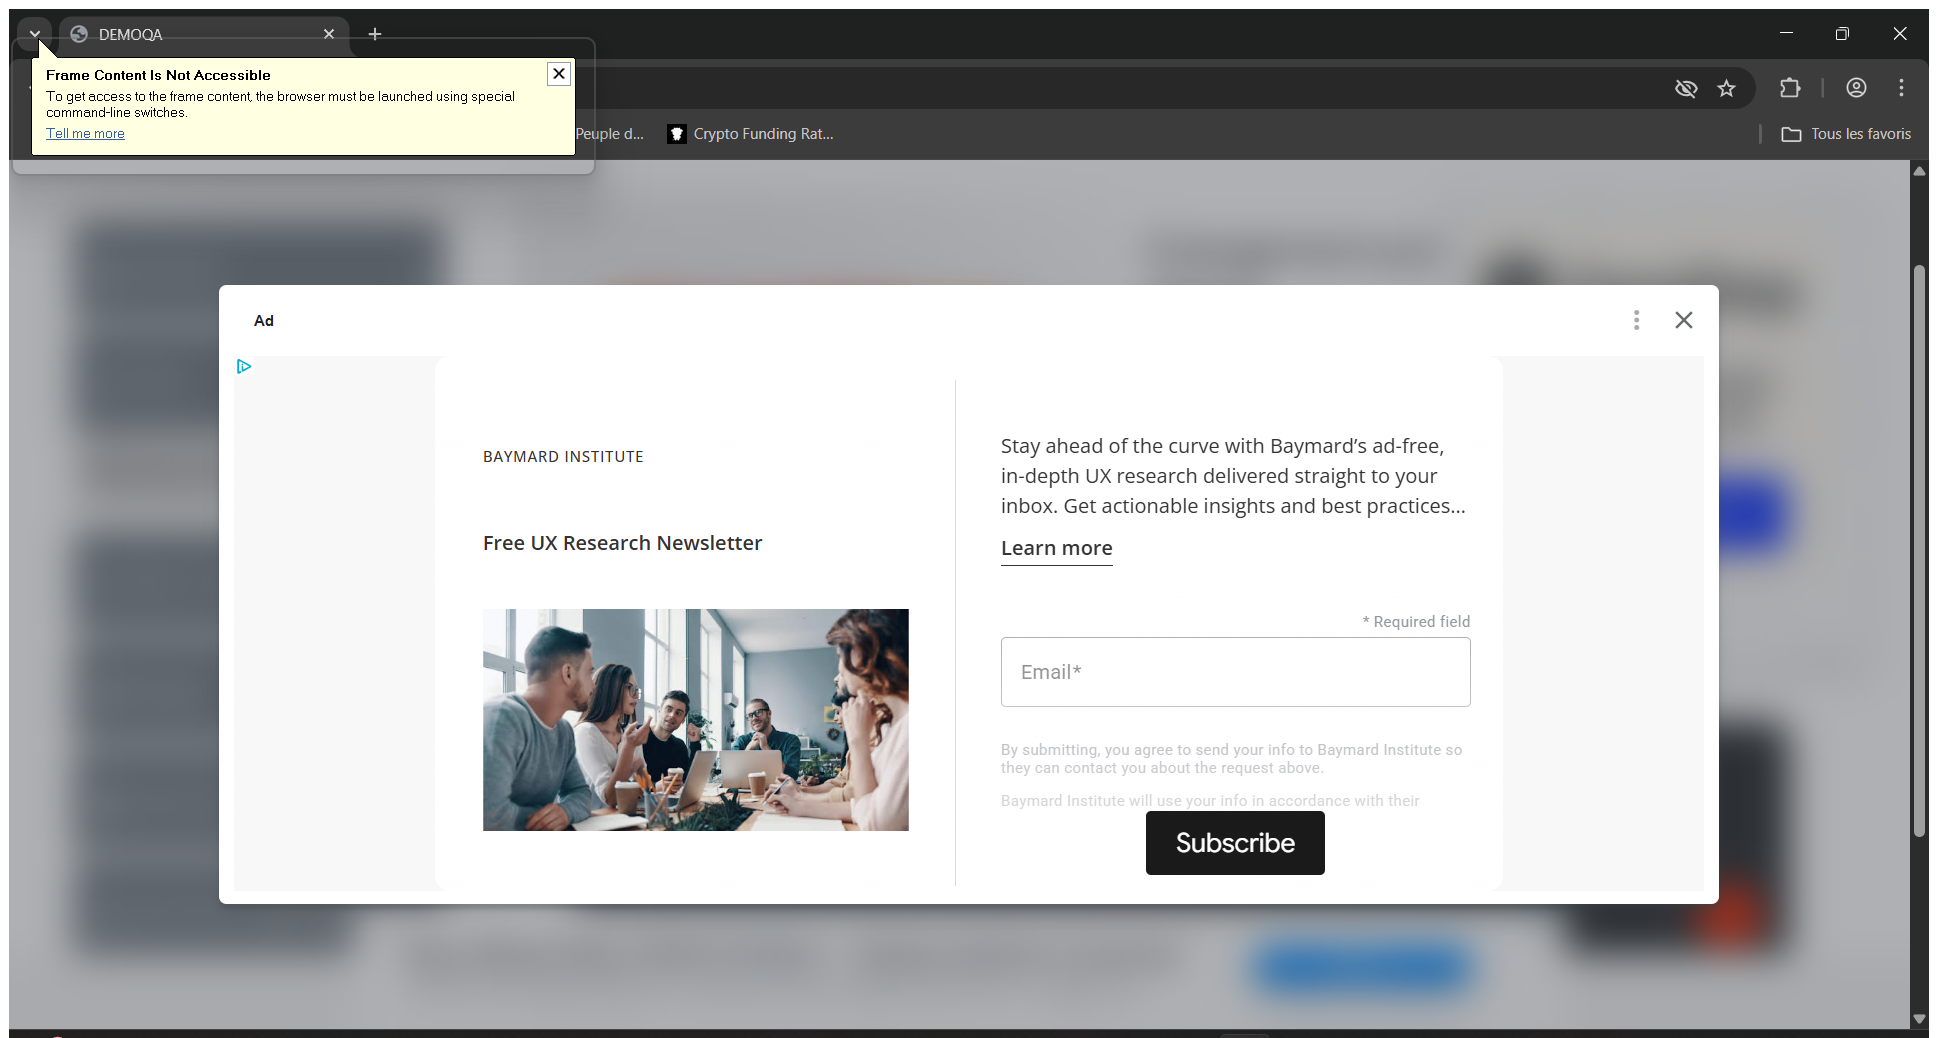 DEMOQA
Frame Content Is Not Accessible
To get access to the frame content, the browser must be launched using special
command-line switches.
Tell me more
Peuple d...
Crypto Funding Rat...
Tous les favoris
Ad
BAYMARD INSTITUTE
Free UX Research Newsletter
Stay ahead of the curve with Baymard’s ad-free,
in-depth UX research delivered straight to your
inbox. Get actionable insights and best practices...
Learn more
* Required field
Email*
By submitting, you agree to send your info to Baymard Institute so
they can contact you about the request above.
Baymard Institute will use your info in accordance with their
Subscribe